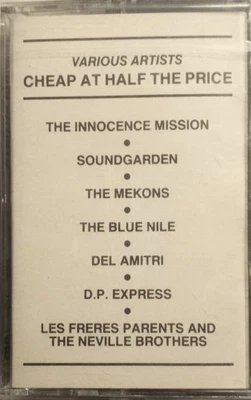 VARIOUS ARTISTS
CHEAP AT HALF THE PRICE
THE INNOCENCE MISSION
SOUNDGARDEN
THE MEKONS
THE BLUE NILE
DEL AMITRI
D.P. EXPRESS
LES FRERES PARENTS AND
THE NEVILLE BROTHERS